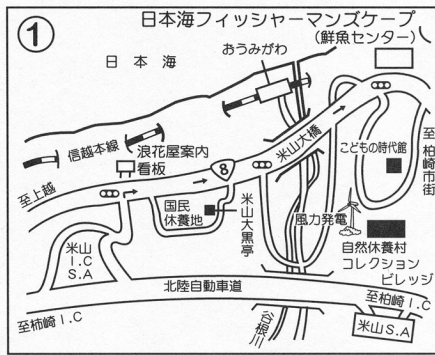 ①
日本海フィッシャーマンズケープ
(鮮魚センター)
おうみがわ
日本海
信越本線
浪花屋案内
看板
8
米山大橋
こどもの時代館
至柏崎市街
至上越
国民
休養地
米山大黒亭
風力発電
自然休養村
コレクション
ビレッジ
米山
I.C
S.A
北陸自動車道
至柏崎I.C
至柿崎I.C
谷根川
米山S.A